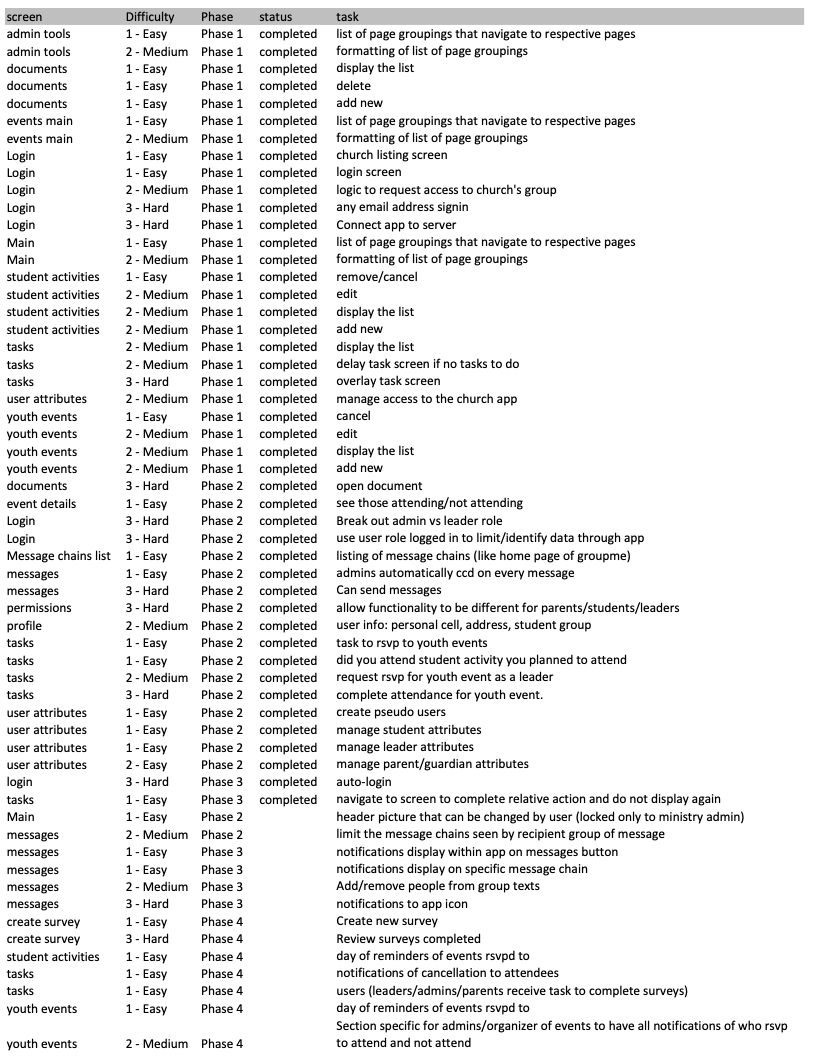 screen Difficulty Phase status task
admin tools 1 - Easy Phase 1 completed list of page groupings that navigate to respective pages
admin tools 2 - Medium Phase 1 completed formatting of list of page groupings
documents 1 - Easy Phase 1 completed display the list
documents 1 - Easy Phase 1 completed delete
documents 1 - Easy Phase 1 completed add new
events main 1 - Easy Phase 1 completed list of page groupings that navigate to respective pages
events main 2 - Medium Phase 1 completed formatting of list of page groupings
Login 1 - Easy Phase 1 completed church listing screen
Login 1 - Easy Phase 1 completed login screen
Login 2 - Medium Phase 1 completed logic to request access to church's group
Login 3 - Hard Phase 1 completed any email address signin
Login 3 - Hard Phase 1 completed Connect app to server
Main 1 - Easy Phase 1 completed list of page groupings that navigate to respective pages
Main 2 - Medium Phase 1 completed formatting of list of page groupings
student activities 1 - Easy Phase 1 completed remove/cancel
student activities 2 - Medium Phase 1 completed edit
student activities 2 - Medium Phase 1 completed display the list
student activities 2 - Medium Phase 1 completed add new
tasks 2 - Medium Phase 1 completed display the list
tasks 2 - Medium Phase 1 completed delay task screen if no tasks to do
tasks 3 - Hard Phase 1 completed overlay task screen
user attributes 2 - Medium Phase 1 completed manage access to the church app
youth events 1 - Easy Phase 1 completed cancel
youth events 2 - Medium Phase 1 completed edit
youth events 2 - Medium Phase 1 completed display the list
youth events 2 - Medium Phase 1 completed add new
documents 3 - Hard Phase 2 completed open document
event details 1 - Easy Phase 2 completed see those attending/not attending
Login 3 - Hard Phase 2 completed Break out admin vs leader role
Login 3 - Hard Phase 2 completed use user role logged in to limit/identify data through app
Message chains list 1 - Easy Phase 2 completed listing of message chains (like home page of groupme)
messages 1 - Easy Phase 2 completed admins automatically ccd on every message
messages 3 - Hard Phase 2 completed Can send messages
permissions 3 - Hard Phase 2 completed allow functionality to be different for parents/students/leaders
profile 2 - Medium Phase 2 completed user info: personal cell, address, student group
tasks 1 - Easy Phase 2 completed task to rsvp to youth events
tasks 1 - Easy Phase 2 completed did you attend student activity you planned to attend
tasks 2 - Medium Phase 2 completed request rsvp for youth event as a leader
tasks 3 - Hard Phase 2 completed complete attendance for youth event.
user attributes 1 - Easy Phase 2 completed create pseudo users
user attributes 1 - Easy Phase 2 completed manage student attributes
user attributes 1 - Easy Phase 2 completed manage leader attributes
user attributes 2 - Easy Phase 2 completed manage parent/guardian attributes
login 3 - Hard Phase 3 completed auto-login
tasks 1 - Easy Phase 3 completed navigate to screen to complete relative action and do not display again
Main 1 - Easy Phase 2 header picture that can be changed by user (locked only to ministry admin)
messages 2 - Medium Phase 2 limit the message chains seen by recipient group of message
messages 1 - Easy Phase 3 notifications display within app on messages button
messages 1 - Easy Phase 3 notifications display on specific message chain
messages 2 - Medium Phase 3 Add/remove people from group texts
messages 3 - Hard Phase 3 notifications to app icon
create survey 1 - Easy Phase 4 Create new survey
create survey 3 - Hard Phase 4 Review surveys completed
student activities 1 - Easy Phase 4 day of reminders of events rsvpd to
tasks 1 - Easy Phase 4 notifications of cancellation to attendees
tasks 1 - Easy Phase 4 users (leaders/admins/parents receive task to complete surveys)
youth events 1 - Easy Phase 4 day of reminders of events rsvpd to
Section specific for admins/organizer of events to have all notifications of who rsvp
youth events 2 - Medium Phase 4 to attend and not attend